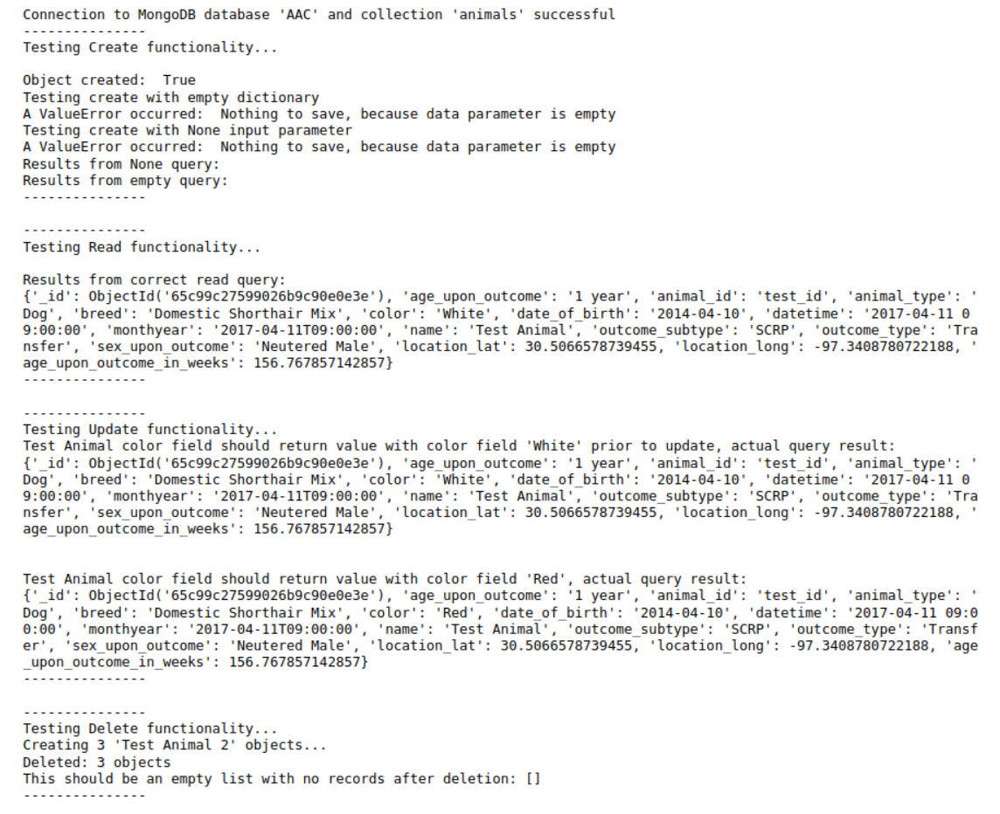 Connection to MongoDB database 'AAC' and collection 'animals' successful
---------------
Testing Create functionality...
Object created:  True
Testing create with empty dictionary
A ValueError occurred:  Nothing to save, because data parameter is empty
Testing create with None input parameter
A ValueError occurred:  Nothing to save, because data parameter is empty
Results from None query:
Results from empty query:
---------------
---------------
Testing Read functionality...
Results from correct read query:
{'_id': ObjectId('65c99c27599026b9c90e0e3e'), 'age_upon_outcome': '1 year', 'animal_id': 'test_id', 'animal_type': '
Dog', 'breed': 'Domestic Shorthair Mix', 'color': 'White', 'date_of_birth': '2014-04-10', 'datetime': '2017-04-11 0
9:00:00', 'monthyear': '2017-04-11T09:00:00', 'name': 'Test Animal', 'outcome_subtype': 'SCRP', 'outcome_type': 'Tra
nsfer', 'sex_upon_outcome': 'Neutered Male', 'location_lat': 30.5066578739455, 'location_long': -97.3408780722188, '
age_upon_outcome_in_weeks': 156.767857142857}
---------------
---------------
Testing Update functionality...
Test Animal color field should return value with color field 'White' prior to update, actual query result:
{'_id': ObjectId('65c99c27599026b9c90e0e3e'), 'age_upon_outcome': '1 year', 'animal_id': 'test_id', 'animal_type': '
Dog', 'breed': 'Domestic Shorthair Mix', 'color': 'White', 'date_of_birth': '2014-04-10', 'datetime': '2017-04-11 0
9:00:00', 'monthyear': '2017-04-11T09:00:00', 'name': 'Test Animal', 'outcome_subtype': 'SCRP', 'outcome_type': 'Tra
nsfer', 'sex_upon_outcome': 'Neutered Male', 'location_lat': 30.5066578739455, 'location_long': -97.3408780722188, '
age_upon_outcome_in_weeks': 156.767857142857}
Test Animal color field should return value with color field 'Red', actual query result:
{'_id': ObjectId('65c99c27599026b9c90e0e3e'), 'age_upon_outcome': '1 year', 'animal_id': 'test_id', 'animal_type': '
Dog', 'breed': 'Domestic Shorthair Mix', 'color': 'Red', 'date_of_birth': '2014-04-10', 'datetime': '2017-04-11 09:0
0:00', 'monthyear': '2017-04-11T09:00:00', 'name': 'Test Animal', 'outcome_subtype': 'SCRP', 'outcome_type': 'Transf
er', 'sex_upon_outcome': 'Neutered Male', 'location_lat': 30.5066578739455, 'location_long': -97.3408780722188, 'age
_upon_outcome_in_weeks': 156.767857142857}
---------------
---------------
Testing Delete functionality...
Creating 3 'Test Animal 2' objects...
Deleted: 3 objects
This should be an empty list with no records after deletion: []
---------------